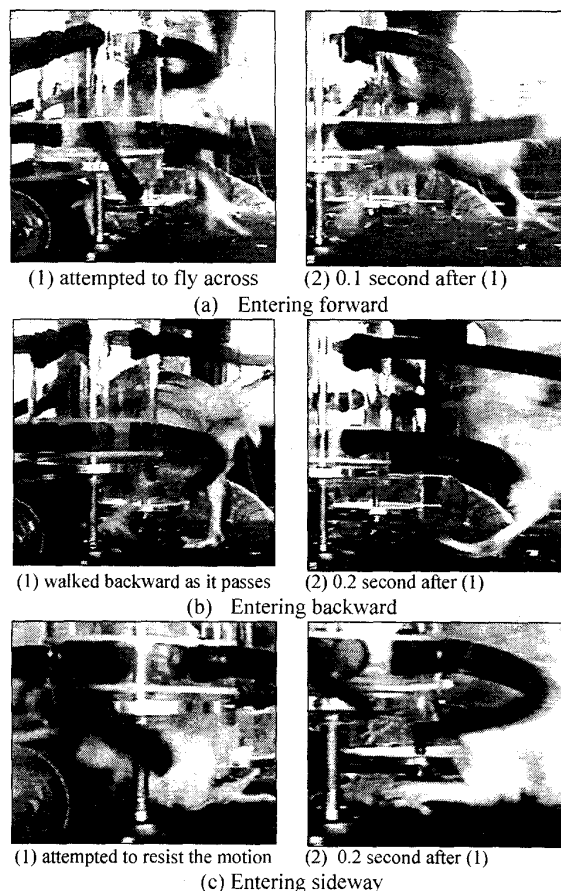 (1) attempted to fly across (2) 0.1 second after (1)
(a) Entering forward
(1) walked backward as it passes (2) 0.2 second after (1)
(b) Entering backward
(1) attempted to resist the motion (2) 0.2 second after (1)
(c) Entering sideway